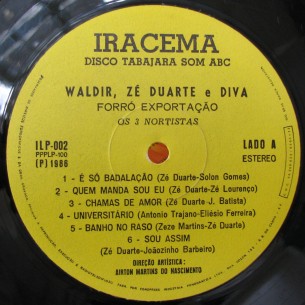 IRACEMA
DISCO TABAJARA SOM ABC
WALDIR, ZÉ DUARTE e DIVA
FORRÓ EXPORTAÇÃO
OS 3 NORTISTAS
ILP-002
PPPLP-100
(P) 1986
LADO A
ESTEREO
1 - É SÓ BADALAÇÃO (Zé Duarte-Solon Gomes)
2 - QUEM MANDA SOU EU (Zé Duarte-Zé Lourenço)
3 - CHAMAS DE AMOR (Zé Duarte J. Batista)
4 - UNIVERSITÁRIO (Antonio Trajano-Eliésio Ferreira)
5 - BANHO NO RASO (Zeze Martins-Zé Duarte)
6 - SOU ASSIM
(Zé Duarte-Joãozinho Barbeiro)
DIREÇÃO ARTÍSTICA:
AIRTON MARTINS DO NASCIMENTO